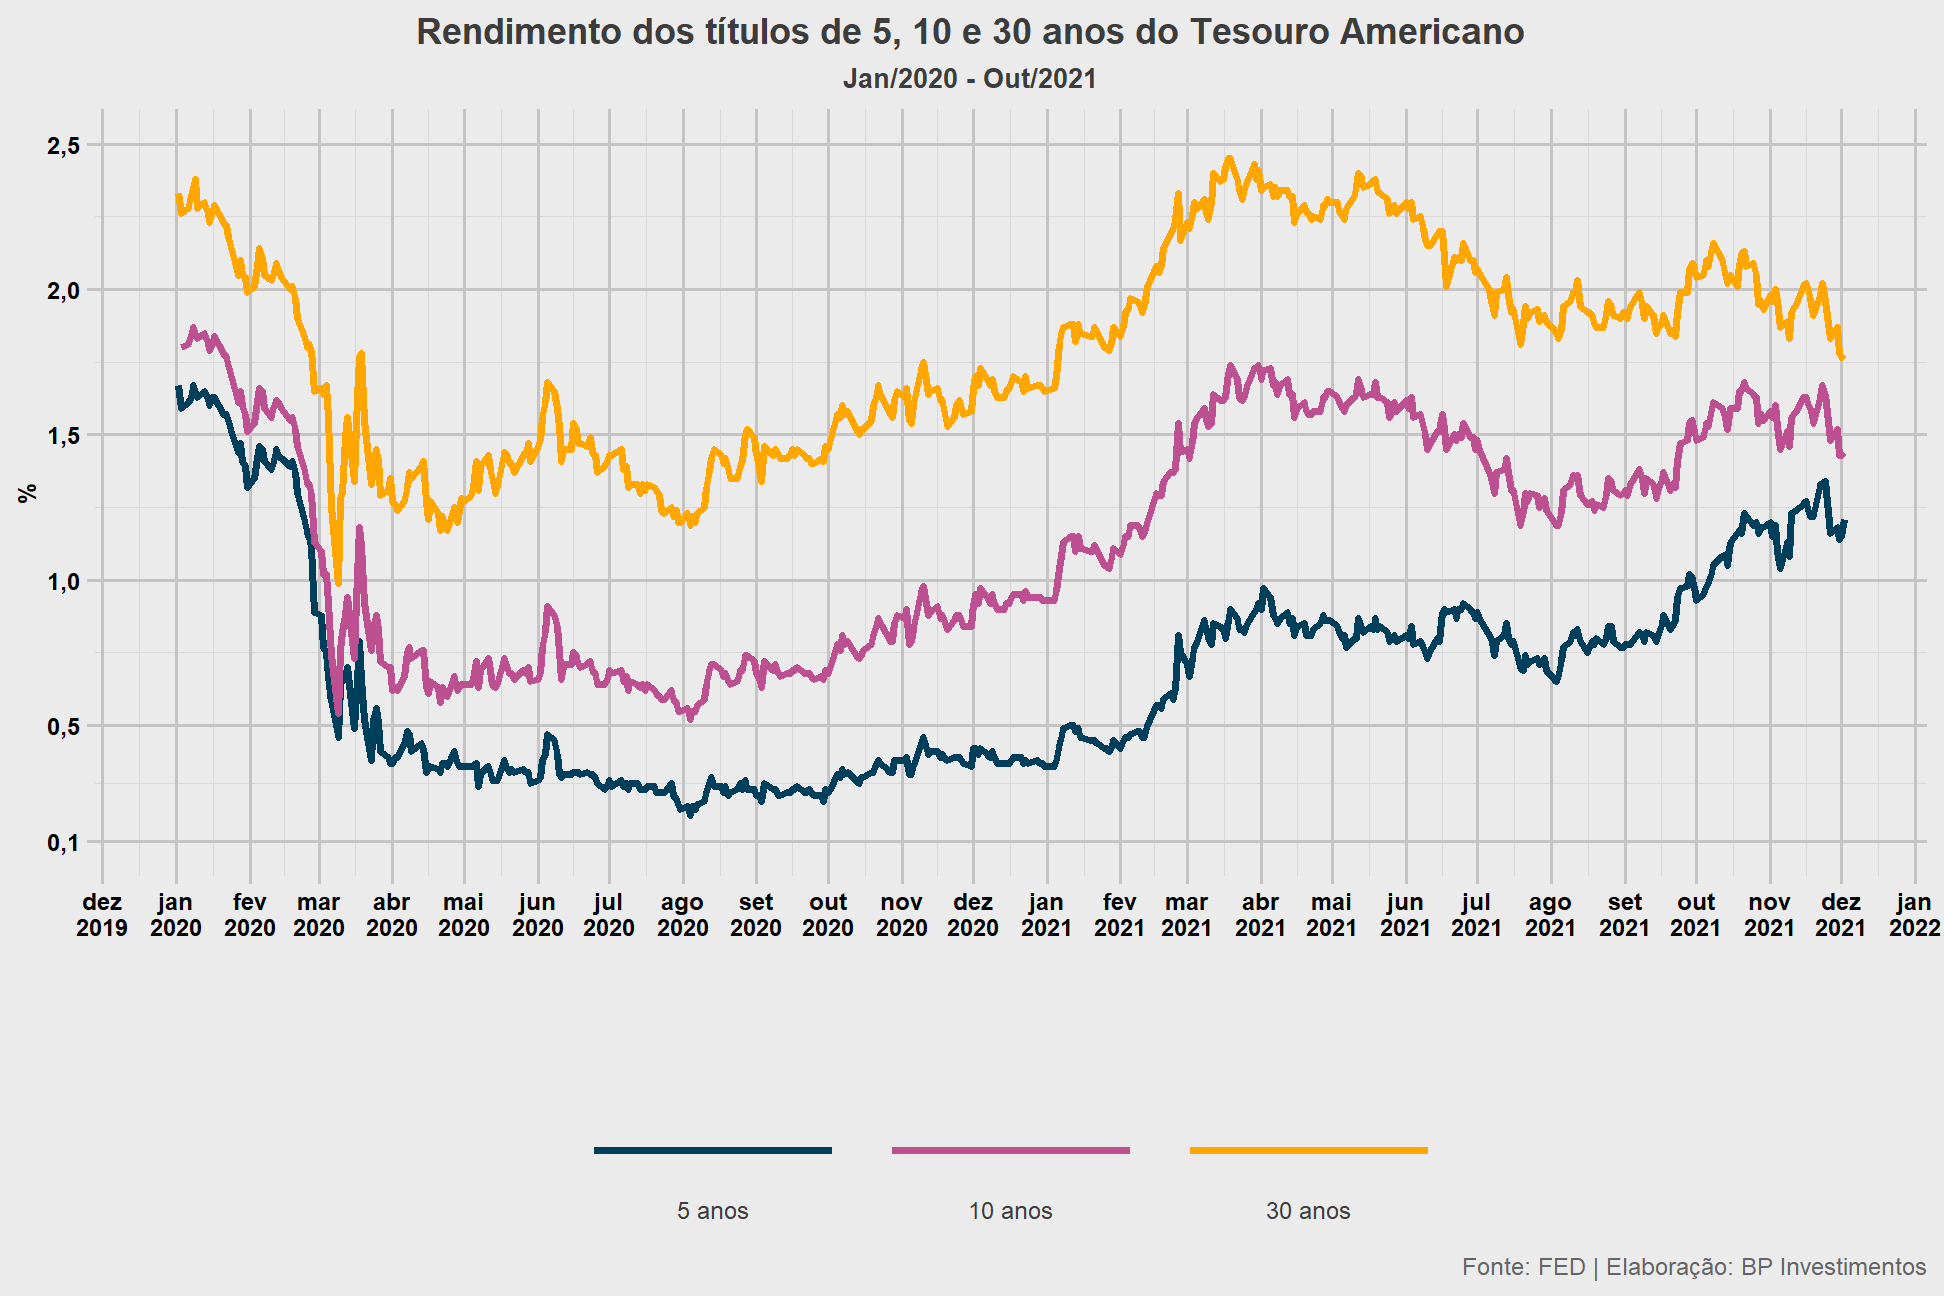 Rendimento dos títulos de 5, 10 e 30 anos do Tesouro Americano
Jan/2020 - Out/2021
2,5
2,0
1,5
1,0
0,5
0,1
%
dez jan fev mar abr mai jun jul ago set out nov dez jan fev mar abr mai jun jul ago set out nov dez jan
2019 2020 2020 2020 2020 2020 2020 2020 2020 2020 2020 2020 2020 2021 2021 2021 2021 2021 2021 2021 2021 2021 2021 2021 2021 2022
5 anos 10 anos 30 anos
Fonte: FED | Elaboração: BP Investimentos